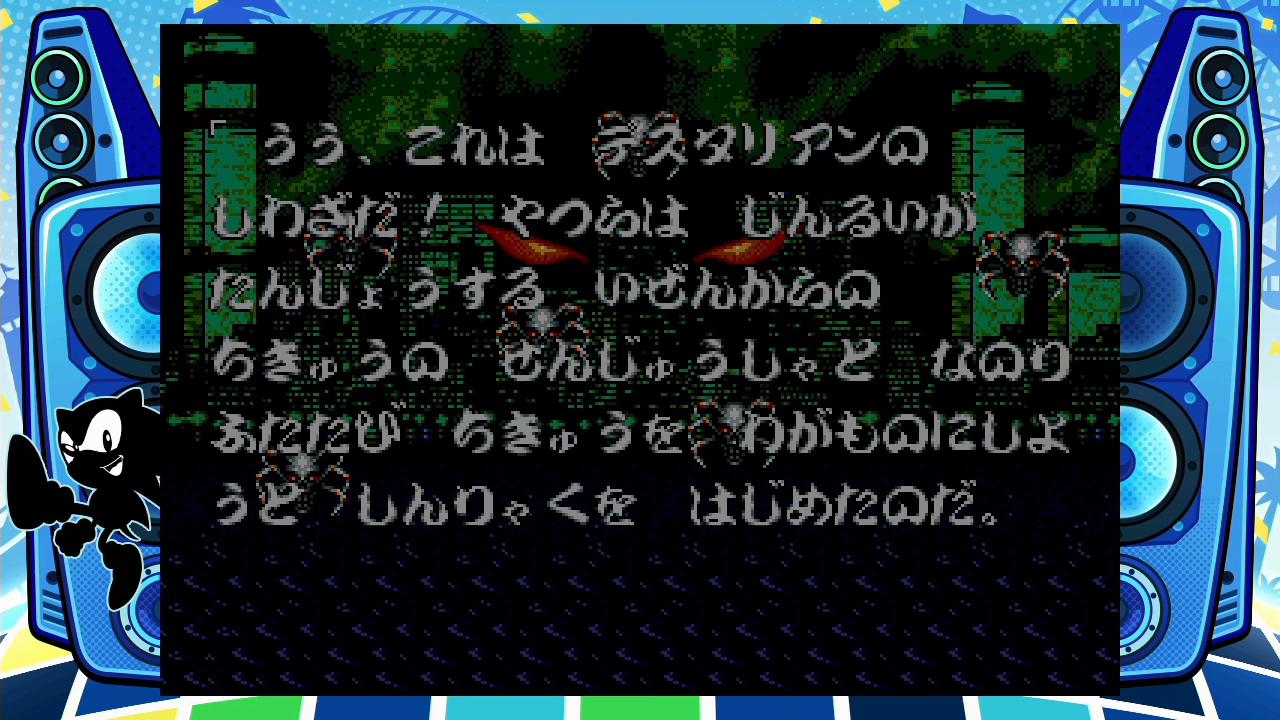 「うう、これは　デスタリアンの
しわざだ！　やつらは　じんるいが
たんじょうする　いぜんからの
ちきゅうの　せんじゅうしゃと　なのり
ふたたび　ちきゅうを　わがものにしよ
うと　しんりゃくを　はじめたのだ。